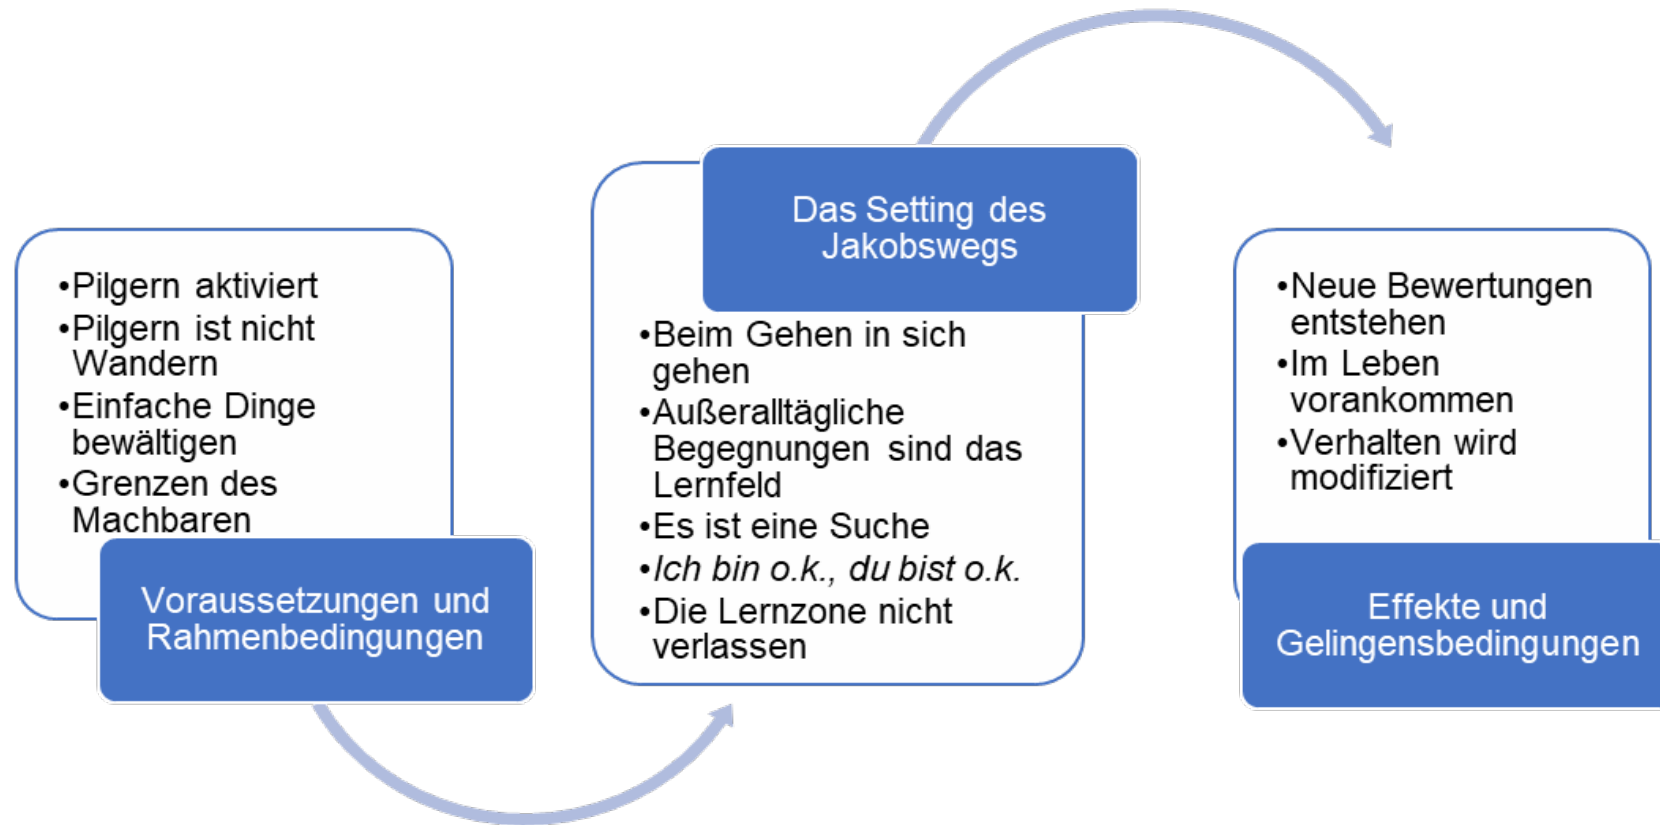 •Pilgern aktiviert
•Pilgern ist nicht
Wandern
•Einfache Dinge
bewältigen
•Grenzen des
Machbaren
Voraussetzungen und
Rahmenbedingungen
Das Setting des
Jakobswegs
•Beim Gehen in sich
gehen
•Außeralltägliche
Begegnungen sind das
Lernfeld
•Es ist eine Suche
•Ich bin o.k., du bist o.k.
•Die Lernzone nicht
verlassen
•Neue Bewertungen
entstehen
•Im Leben
vorankommen
•Verhalten wird
modifiziert
Effekte und
Gelingensbedingungen